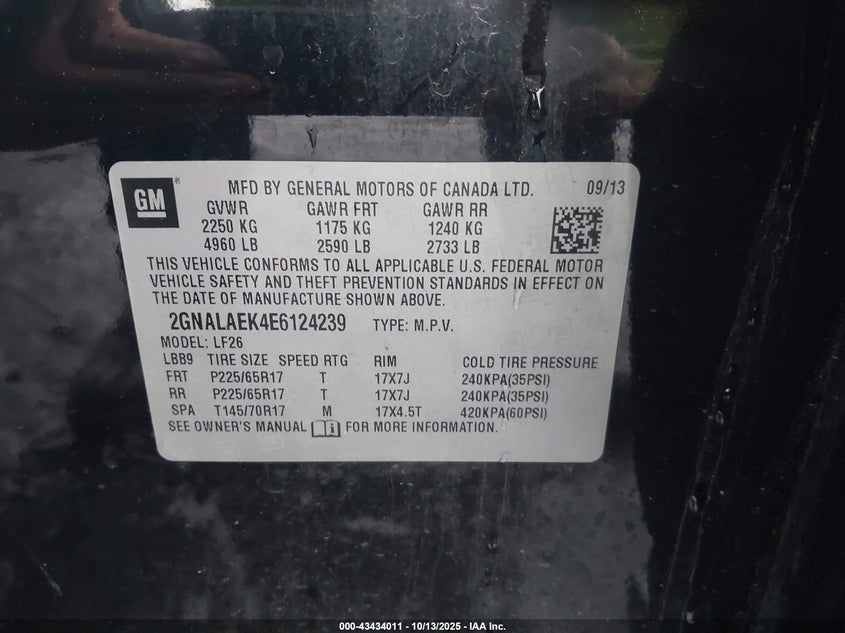 GM
MFD BY GENERAL MOTORS OF CANADA LTD. 09/13
GVWR GAWR FRT GAWR RR
2250 KG 1175 KG 1240 KG
4960 LB 2590 LB 2733 LB
THIS VEHICLE CONFORMS TO ALL APPLICABLE U.S. FEDERAL MOTOR
VEHICLE SAFETY AND THEFT PREVENTION STANDARDS IN EFFECT ON
THE DATE OF MANUFACTURE SHOWN ABOVE.
2GNALAEK4E6124239 TYPE: M.P.V.
MODEL: LF26
LBB9 TIRE SIZE SPEED RTG RIM COLD TIRE PRESSURE
FRT P225/65R17 T 17X7J 240KPA(35PSI)
RR P225/65R17 T 17X7J 240KPA(35PSI)
SPA T145/70R17 M 17X4.5T 420KPA(60PSI)
SEE OWNER'S MANUAL i FOR MORE INFORMATION.
000-43434011 - 10/13/2025 - IAA Inc.